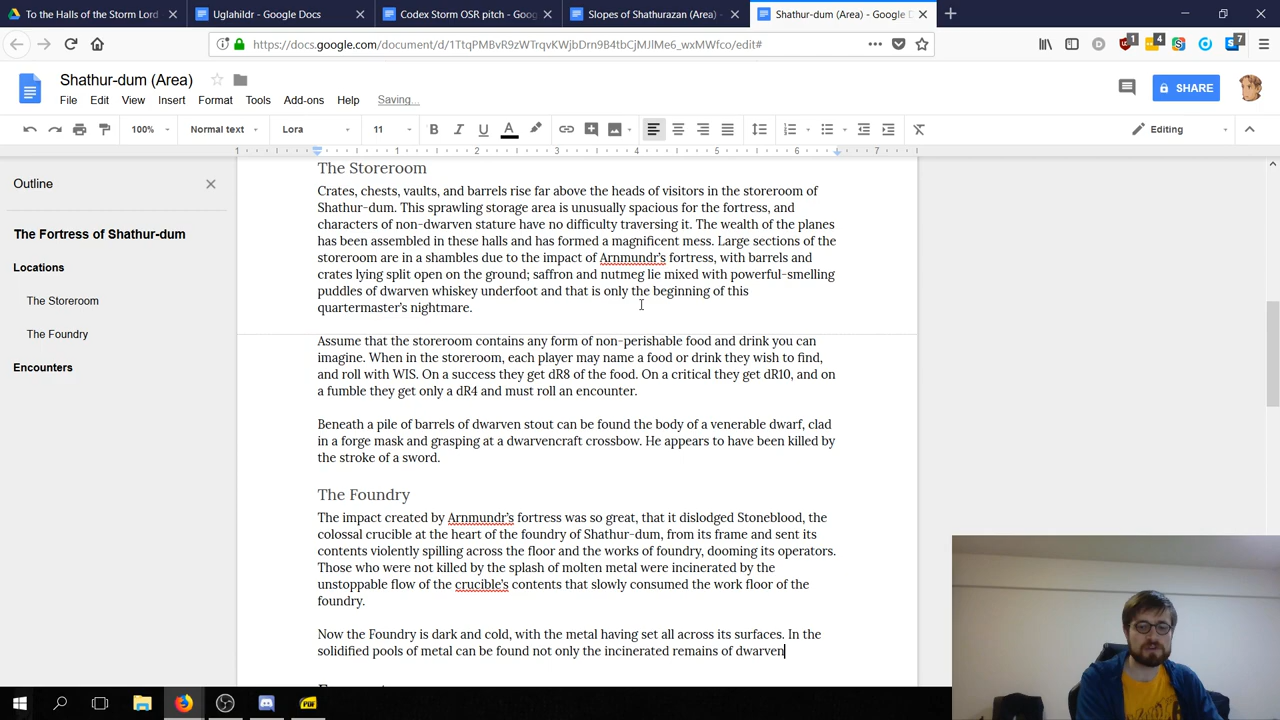 To the Halls of the Storm Lord
Uglahildr - Google Docs
Codex Storm OSR pitch - Goog
Slopes of Shathurazan (Area) -
Shathur-dum (Area) - Google D
https://docs.google.com/document/d/1TtqPMBvR9zWTrqvKWjbDrn9B4tbCjMJlMe6_wxMWfco/edit#
1
4
7
Shathur-dum (Area)
File Edit View Insert Format Tools Add-ons Help Saving...
SHARE
100% Normal text Lora 11 B I U A Editing
1 1 2 3 4 5 6 7
Outline
The Fortress of Shathur-dum
Locations
The Storeroom
The Foundry
Encounters
The Storeroom
Crates, chests, vaults, and barrels rise far above the heads of visitors in the storeroom of
Shathur-dum. This sprawling storage area is unusually spacious for the fortress, and
characters of non-dwarven stature have no difficulty traversing it. The wealth of the planes
has been assembled in these halls and has formed a magnificent mess. Large sections of the
storeroom are in a shambles due to the impact of Arnmundr's fortress, with barrels and
crates lying split open on the ground; saffron and nutmeg lie mixed with powerful-smelling
puddles of dwarven whiskey underfoot and that is only the beginning of this
quartermaster's nightmare.
Assume that the storeroom contains any form of non-perishable food and drink you can
imagine. When in the storeroom, each player may name a food or drink they wish to find,
and roll with WIS. On a success they get dR8 of the food. On a critical they get dR10, and on
a fumble they get only a dR4 and must roll an encounter.
Beneath a pile of barrels of dwarven stout can be found the body of a venerable dwarf, clad
in a forge mask and grasping at a dwarvencraft crossbow. He appears to have been killed by
the stroke of a sword.
The Foundry
The impact created by Arnmundr's fortress was so great, that it dislodged Stoneblood, the
colossal crucible at the heart of the foundry of Shathur-dum, from its frame and sent its
contents violently spilling across the floor and the works of foundry, dooming its operators.
Those who were not killed by the splash of molten metal were incinerated by the
unstoppable flow of the crucible's contents that slowly consumed the work floor of the
foundry.
Now the Foundry is dark and cold, with the metal having set all across its surfaces. In the
solidified pools of metal can be found not only the incinerated remains of dwarven
PDF